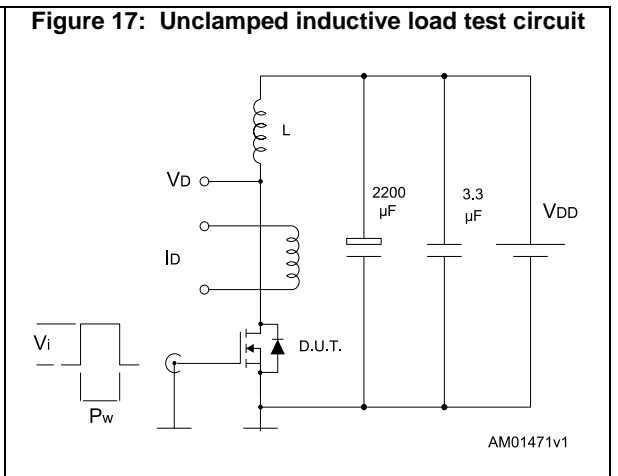 Figure 17: Unclamped inductive load test circuit
L
VD
2200
µF
3.3
µF
VDD
ID
Vi
D.U.T.
Pw
AM01471v1